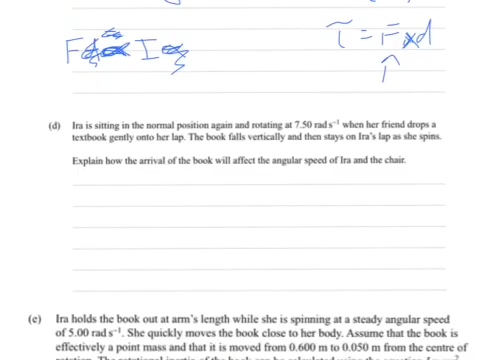 τ = F×d
(d) Ira is sitting in the normal position again and rotating at 7.50 rad s⁻¹ when her friend drops a
textbook gently onto her lap. The book falls vertically and then stays on Ira's lap as she spins.
Explain how the arrival of the book will affect the angular speed of Ira and the chair.
(e) Ira holds the book out at arm's length while she is spinning at a steady angular speed
of 5.00 rad s⁻¹. She quickly moves the book close to her body. Assume that the book is
effectively a point mass and that it is moved from 0.600 m to 0.050 m from the centre of